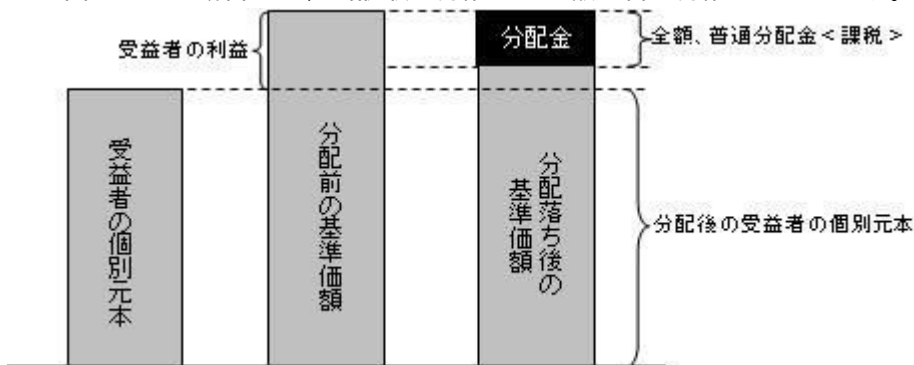 受益者の利益
分配金
全額、普通分配金<課税>
受益者の個別元本
分配前の基準価額
分配落ち後の
基準価額
分配後の受益者の個別元本